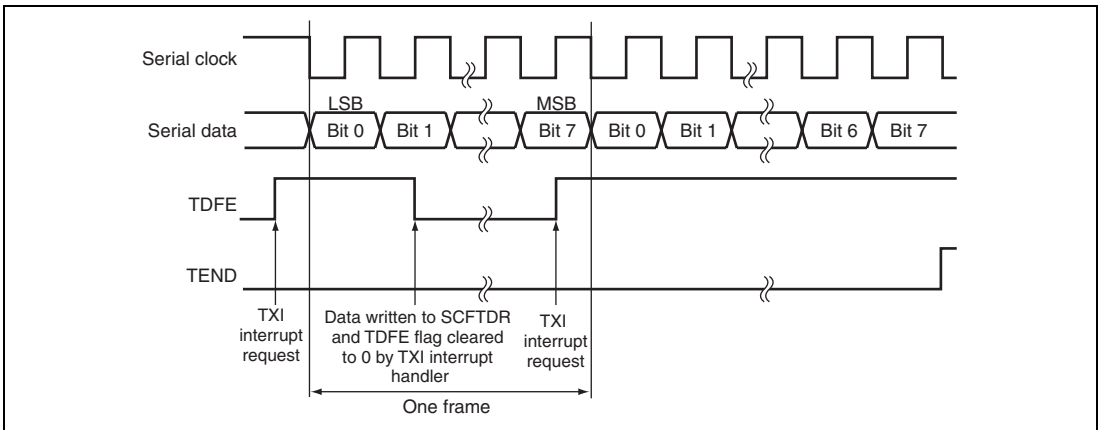 Serial clock
LSB MSB
Serial data Bit 0 Bit 1 Bit 7 Bit 0 Bit 1 Bit 6 Bit 7
TDFE
TEND
TXI
interrupt
request
Data written to SCFTDR
and TDFE flag cleared
to 0 by TXI interrupt
handler
TXI
interrupt
request
One frame